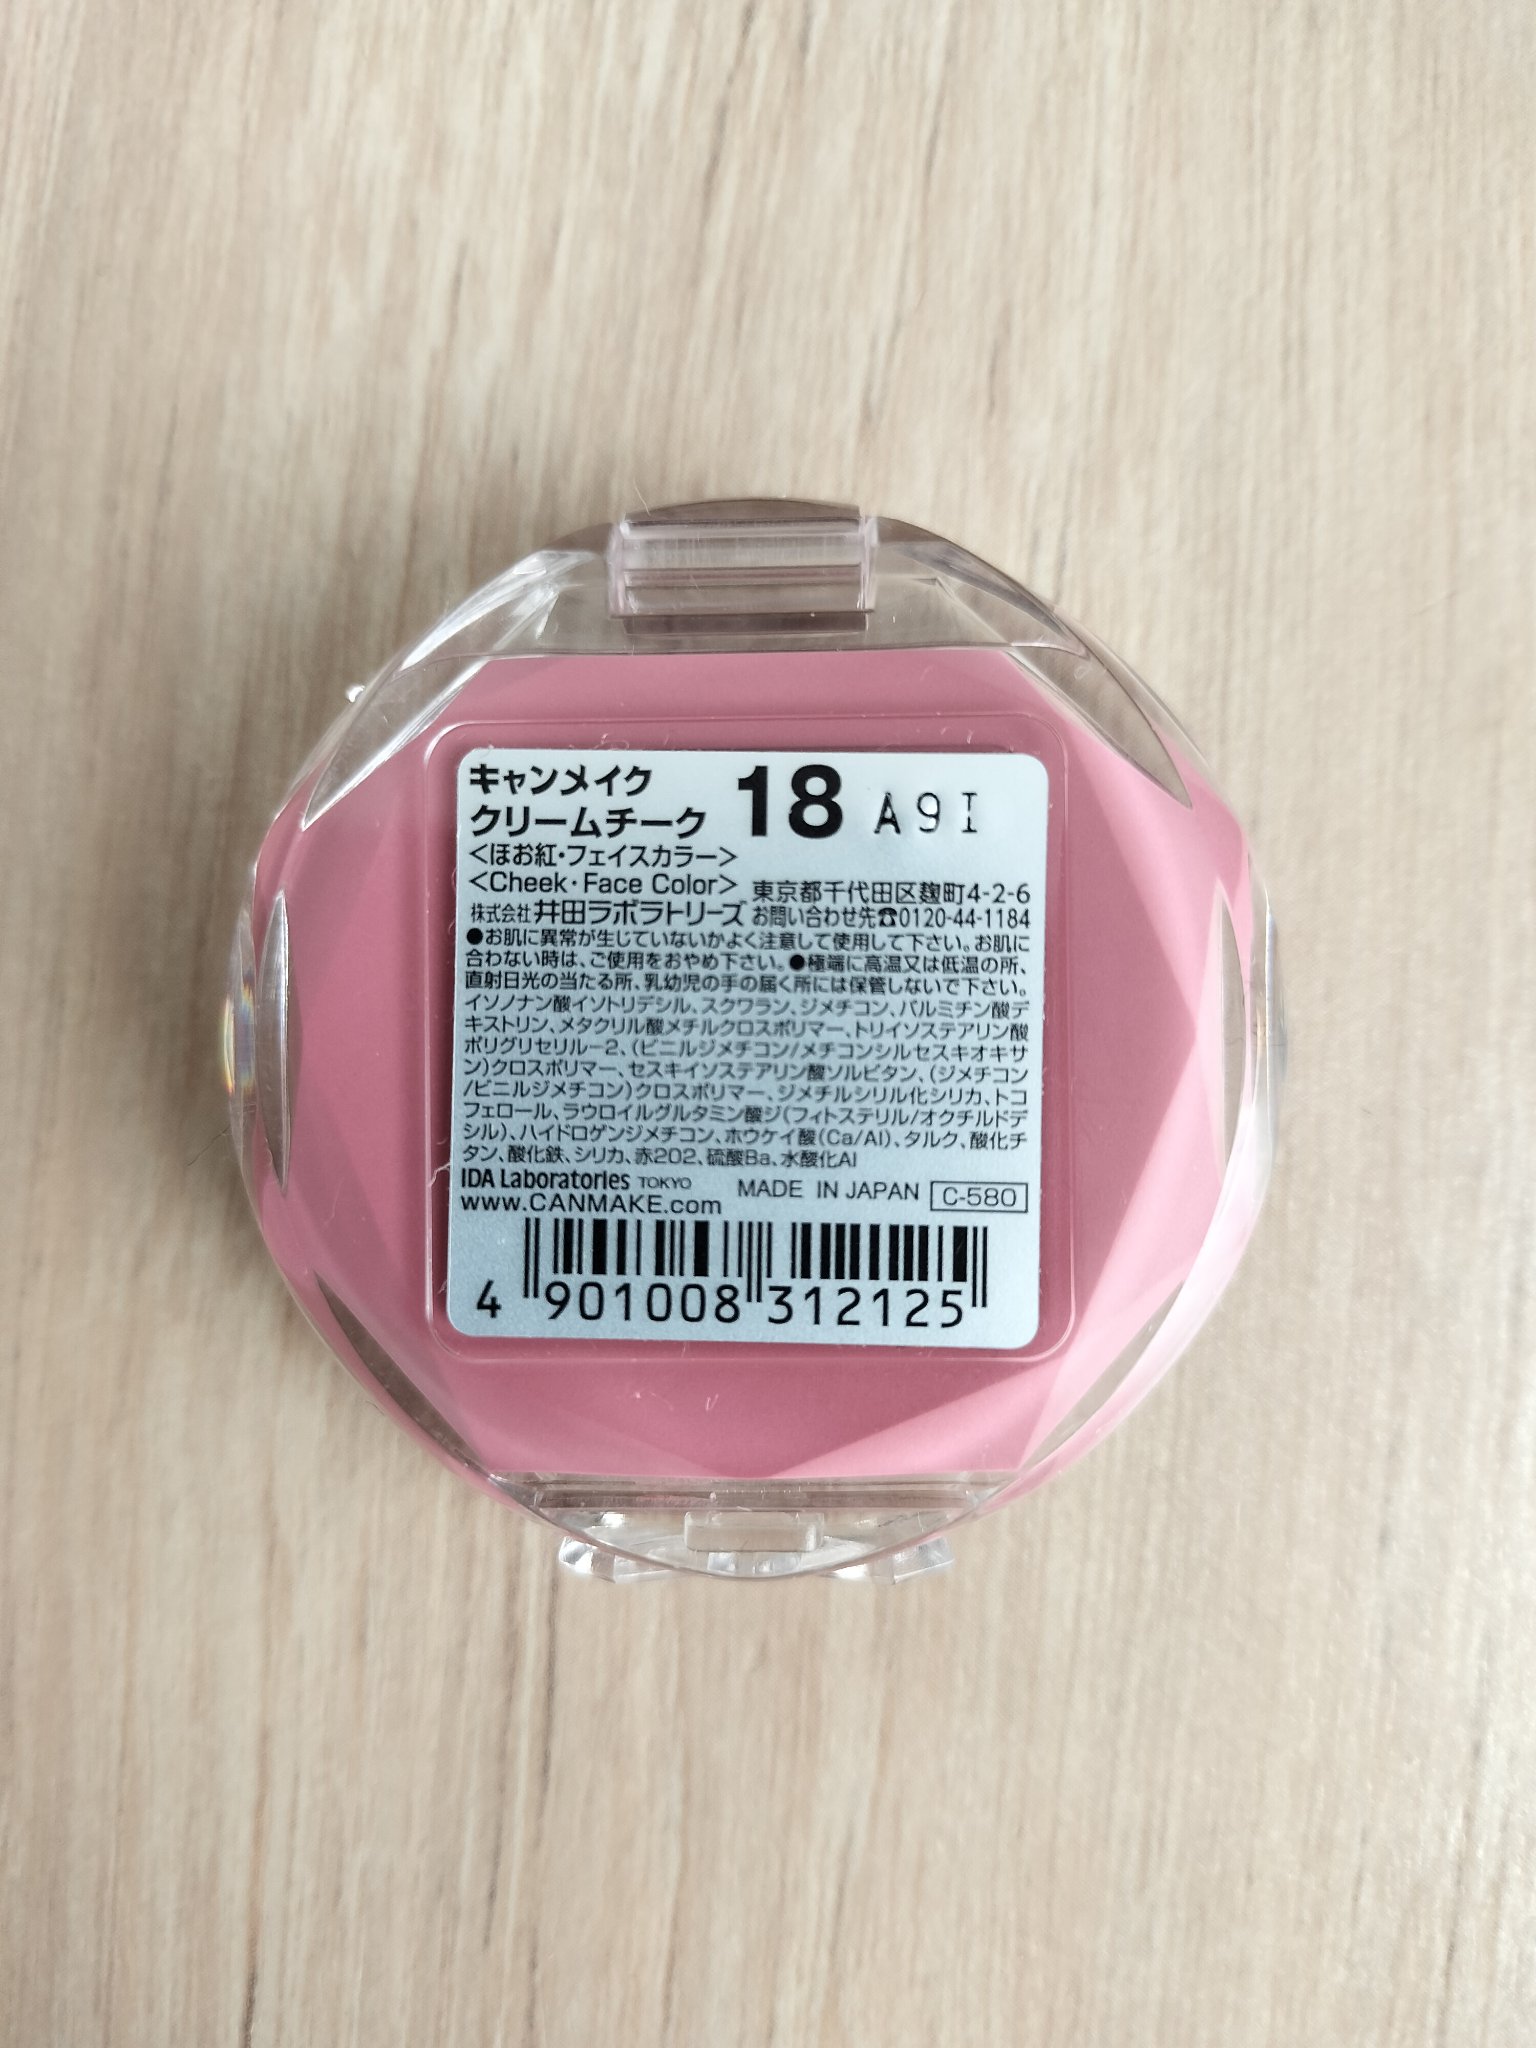 キャンメイク
クリームチーク 18 A9I
<ほお紅・フェイスカラー>
<Cheek・Face Color> 東京都千代田区麹町4-2-6
株式会社 井田ラボラトリーズ お問い合わせ先☎0120-44-1184
●お肌に異常が生じていないかよく注意して使用して下さい。お肌に
合わない時は、ご使用をおやめ下さい。●極端に高温又は低温の所、
直射日光の当たる所、乳幼児の手の届く所には保管しないで下さい。
イソノナン酸イソトリデシル、スクワラン、ジメチコン、パルミチン酸デ
キストリン、メタクリル酸メチルクロスポリマー、トリイソステアリン酸
ポリグリセリル-2、(ビニルジメチコン/メチコンシルセスキオキサ
ン)クロスポリマー、セスキイソステアリン酸ソルビタン、(ジメチコン
/ビニルジメチコン)クロスポリマー、ジメチルシリル化シリカ、トコ
フェロール、ラウロイルグルタミン酸ジ(フィトステリル/オクチルドデ
シル)、ハイドロゲンジメチコン、ホウケイ酸(Ca/Al)、タルク、酸化チ
タン、酸化鉄、シリカ、赤202、硫酸Ba、水酸化Al
IDA Laboratories TOKYO MADE IN JAPAN C-580
www.CANMAKE.com
4 901008 312125